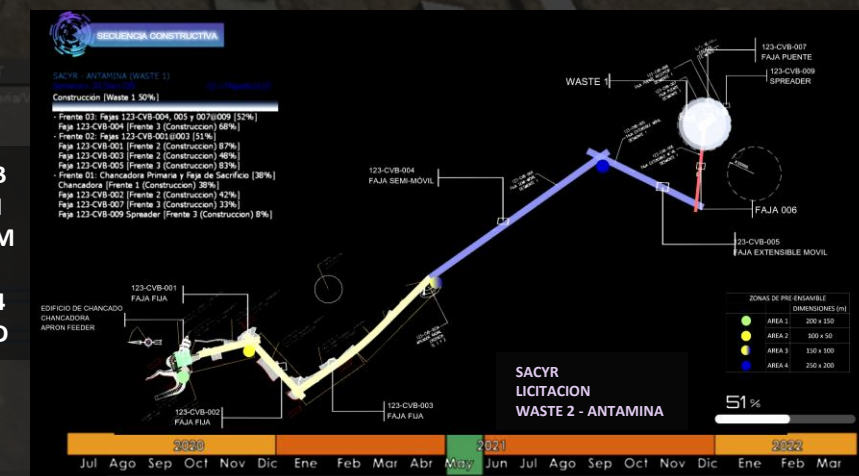 SECUENCIA CONSTRUCTIVA
SACYR - ANTAMINA (WASTE 1)
Construcción [Waste 1 50%]
- Frente 03: Fajas 123-CVB-004, 005 y 007@009 [52%]
Faja 123-CVB-004 [Frente 3 (Construccion) 68%]
- Frente 02: Fajas 123-CVB-001@003 [51%]
Faja 123-CVB-001 [Frente 2 (Construccion) 87%]
Faja 123-CVB-003 [Frente 2 (Construccion) 48%]
Faja 123-CVB-005 [Frente 3 (Construccion) 83%]
- Frente 01: Chancadora Primaria y Faja de Sacrificio [38%]
Chancadora [Frente 1 (Construccion) 38%]
Faja 123-CVB-002 [Frente 2 (Construccion) 42%]
Faja 123-CVB-007 [Frente 3 (Construccion) 33%]
Faja 123-CVB-009 Spreader [Frente 3 (Construccion) 8%]
123-CVB-007
FAJA PUENTE
123-CVB-009
SPREADER
WASTE 1
123-CVB-004
FAJA SEMI-MÓVIL
FAJA 006
123-CVB-005
FAJA EXTENSIBLE MOVIL
123-CVB-001
FAJA FIJA
EDIFICIO DE CHANCADO
CHANCADORA
APRON FEEDER
123-CVB-002
FAJA FIJA
123-CVB-003
FAJA FIJA
ZONAS DE PRE-ENSAMBLE
DIMENSIONES (m)
AREA 1 200 x 150
AREA 2 100 x 50
AREA 3 150 x 100
AREA 4 250 x 200
SACYR
LICITACION
WASTE 2 - ANTAMINA
51 %
2020 2021 2022
Jul Ago Sep Oct Nov Dic Ene Feb Mar Abr May Jun Jul Ago Sep Oct Nov Dic Ene Feb Mar